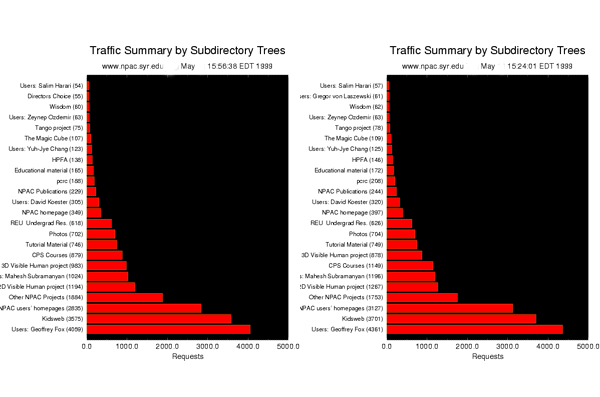 Traffic Summary by Subdirectory Trees
www.npac.syr.edu May 15:56:38 EDT 1999
Users: Salim Harari (54)
Directors Choice (55)
Wisdom (60)
Users: Zeynep Ozdemir (63)
Tango project (75)
The Magic Cube (107)
Users: Yuh-Jye Chang (123)
HPFA (136)
Educational material (165)
pcrc (188)
NPAC Publications (229)
Users: David Koester (305)
NPAC homepage (349)
REU Undergrad Res. (618)
Photos (702)
Tutorial Material (746)
CPS Courses (879)
3D Visible Human project (983)
s: Mahesh Subramanyan (1024)
2D Visible Human project (1194)
Other NPAC Projects (1884)
NPAC users' homepages (2835)
Kidsweb (3575)
Users: Geoffrey Fox (4059)
0.0 1000.0 2000.0 3000.0 4000.0 5000.0
Requests
Traffic Summary by Subdirectory Trees
www.npac.syr.edu May 15:24:01 EDT 1999
Users: Salim Harari (57)
sers: Gregor von Laszewski (61)
Wisdom (62)
Users: Zeynep Ozdemir (63)
Tango project (78)
The Magic Cube (109)
Users: Yuh-Jye Chang (125)
HPFA (146)
Educational material (172)
pcrc (208)
NPAC Publications (244)
Users: David Koester (320)
NPAC homepage (397)
REU Undergrad Res. (626)
Photos (704)
Tutorial Material (749)
3D Visible Human project (878)
CPS Courses (1149)
s: Mahesh Subramanyan (1196)
2D Visible Human project (1267)
Other NPAC Projects (1753)
NPAC users' homepages (3127)
Kidsweb (3701)
Users: Geoffrey Fox (4361)
0.0 1000.0 2000.0 3000.0 4000.0 5000.0
Requests